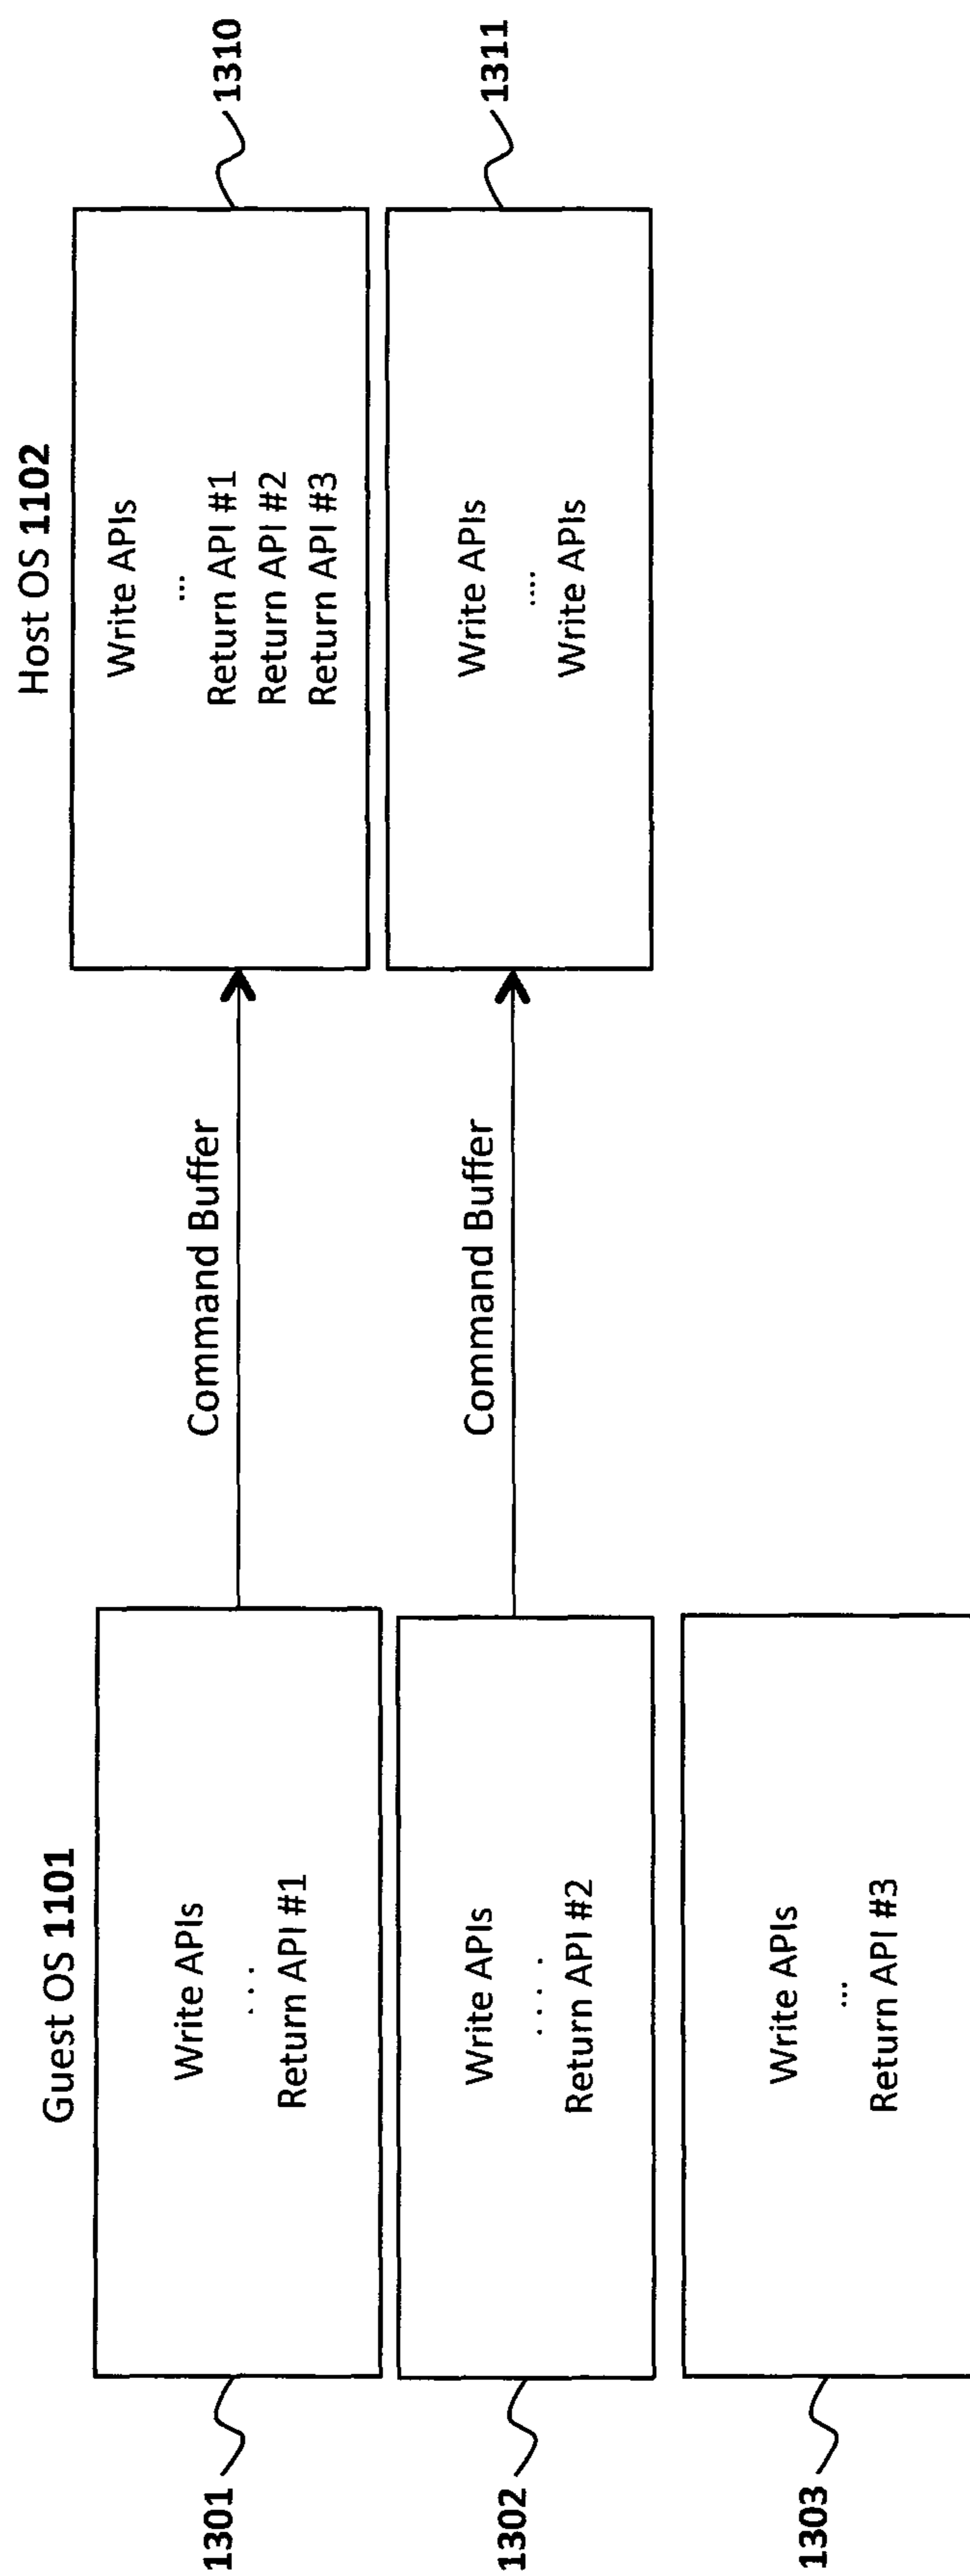 Guest OS 1101
1301
Write APIs
. . .
Return API #1
1302
Write APIs
. . . .
Return API #2
1303
Write APIs
...
Return API #3
Command Buffer
Command Buffer
Host OS 1102
1310
Write APIs
...
Return API #1
Return API #2
Return API #3
1311
Write APIs
....
Write APIs